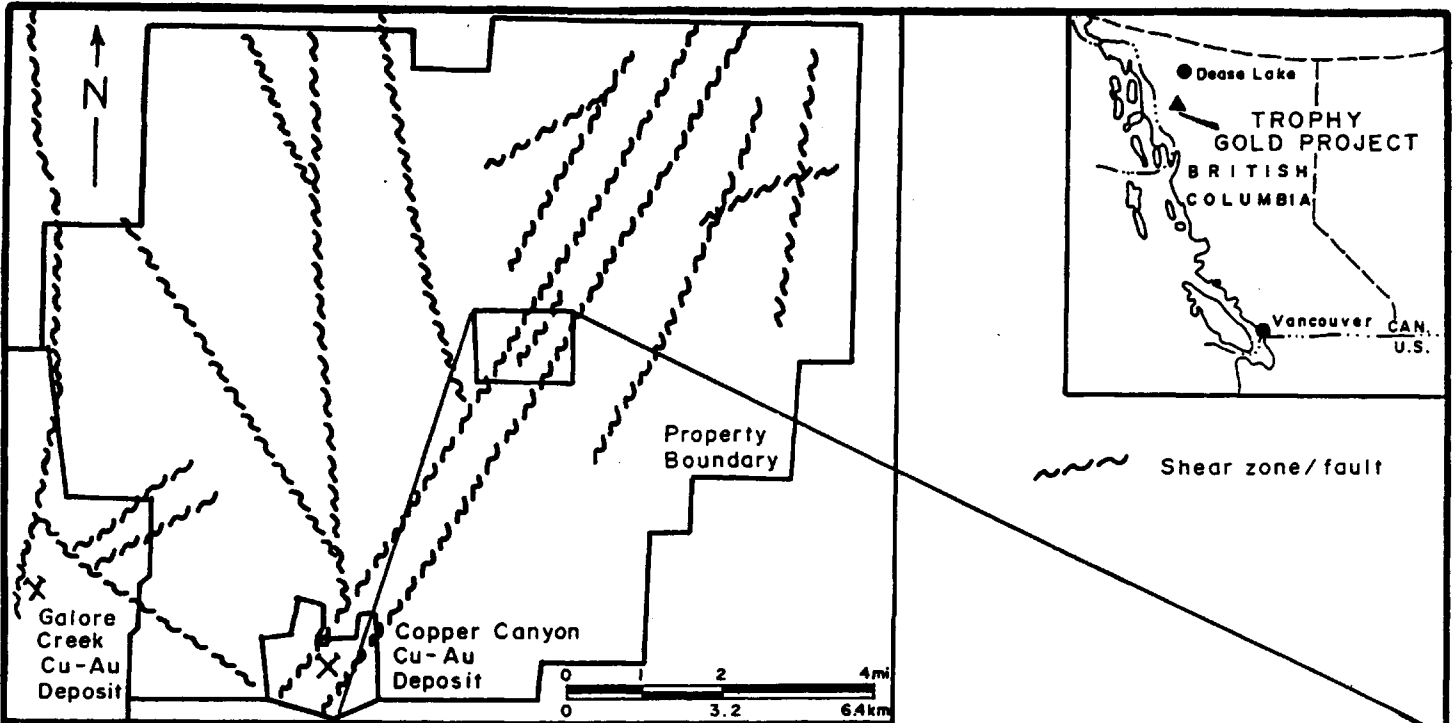 N
Property
Boundary
Galore
Creek
Cu-Au
Deposit
Copper Canyon
Cu-Au
Deposit
0 1 2 4mi.
0 3.2 6.4km
Dease Lake
TROPHY
GOLD PROJECT
BRITISH
COLUMBIA
Vancouver
CAN.
U.S.
Shear zone/fault